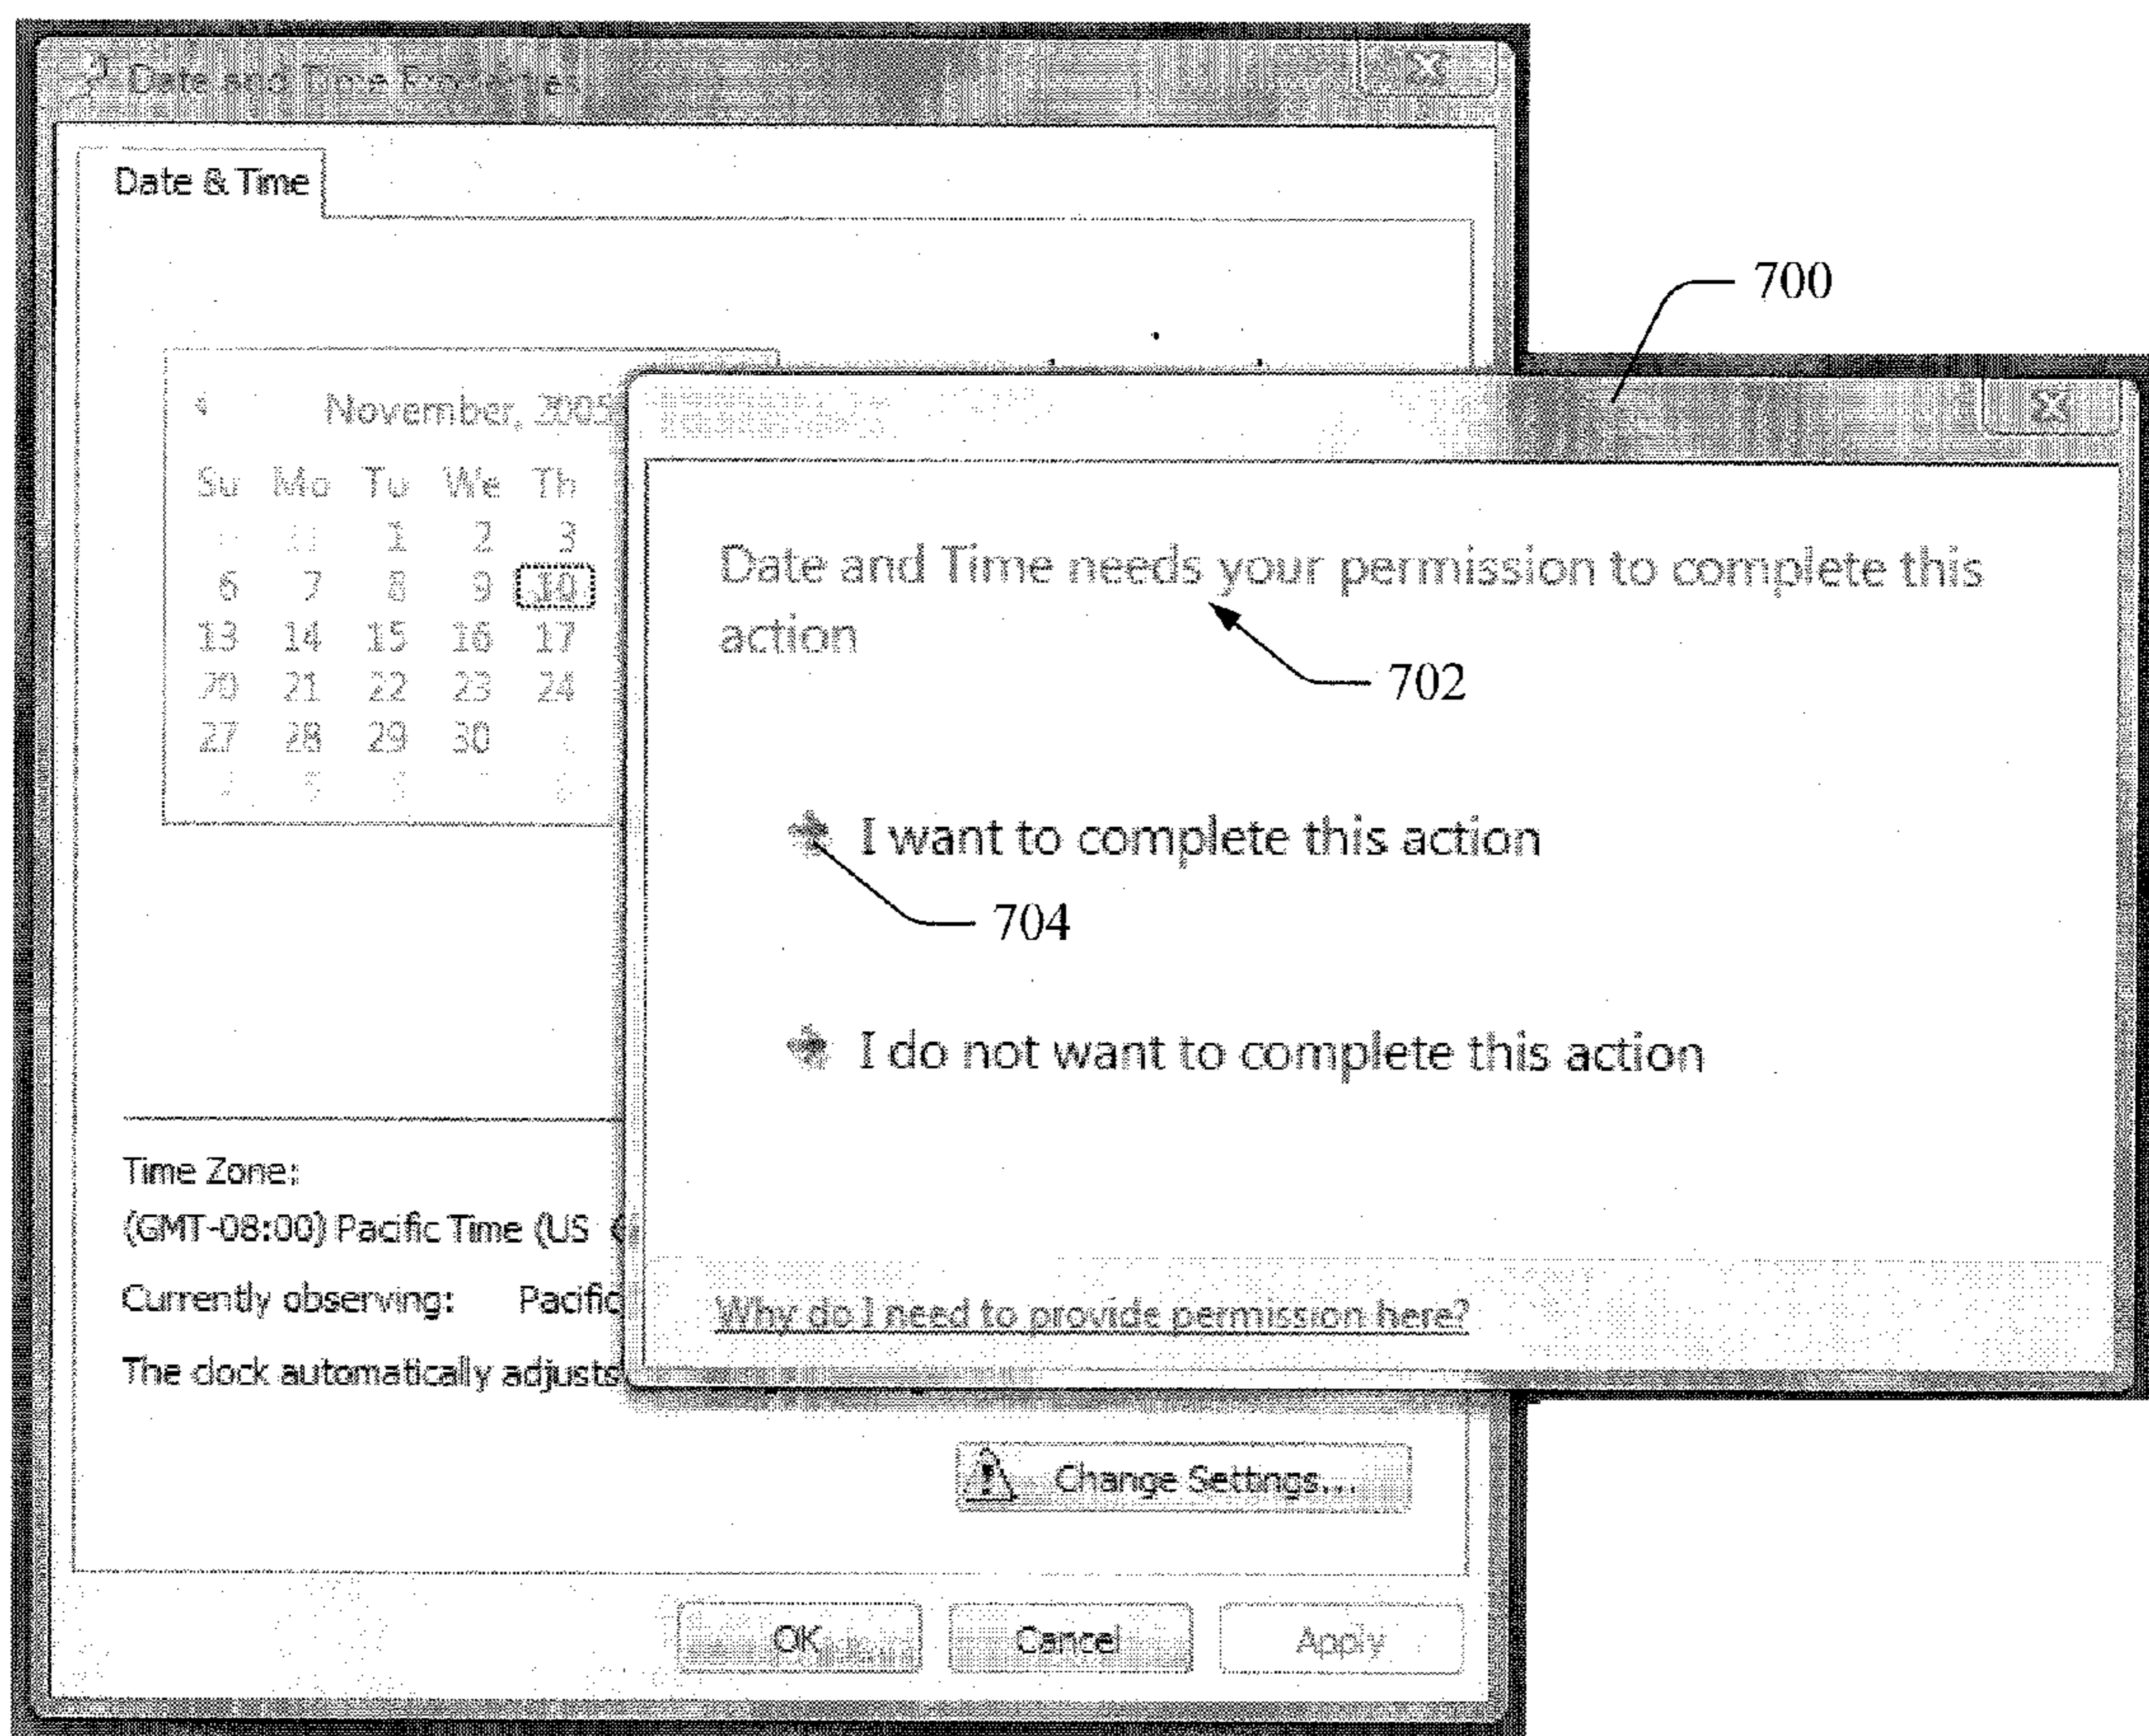 Date and Time Properties
Date & Time
700
November, 2005
Su Mo Tu We Th
1 2 3
6 7 8 9 10
13 14 15 16 17
20 21 22 23 24
27 28 29 30
Date and Time needs your permission to complete this
action
702
I want to complete this action
704
I do not want to complete this action
Time Zone:
(GMT-08:00) Pacific Time (US
Currently observing: Pacific
The clock automatically adjusts
Why do I need to provide permission here?
Change Settings...
OK Cancel Apply